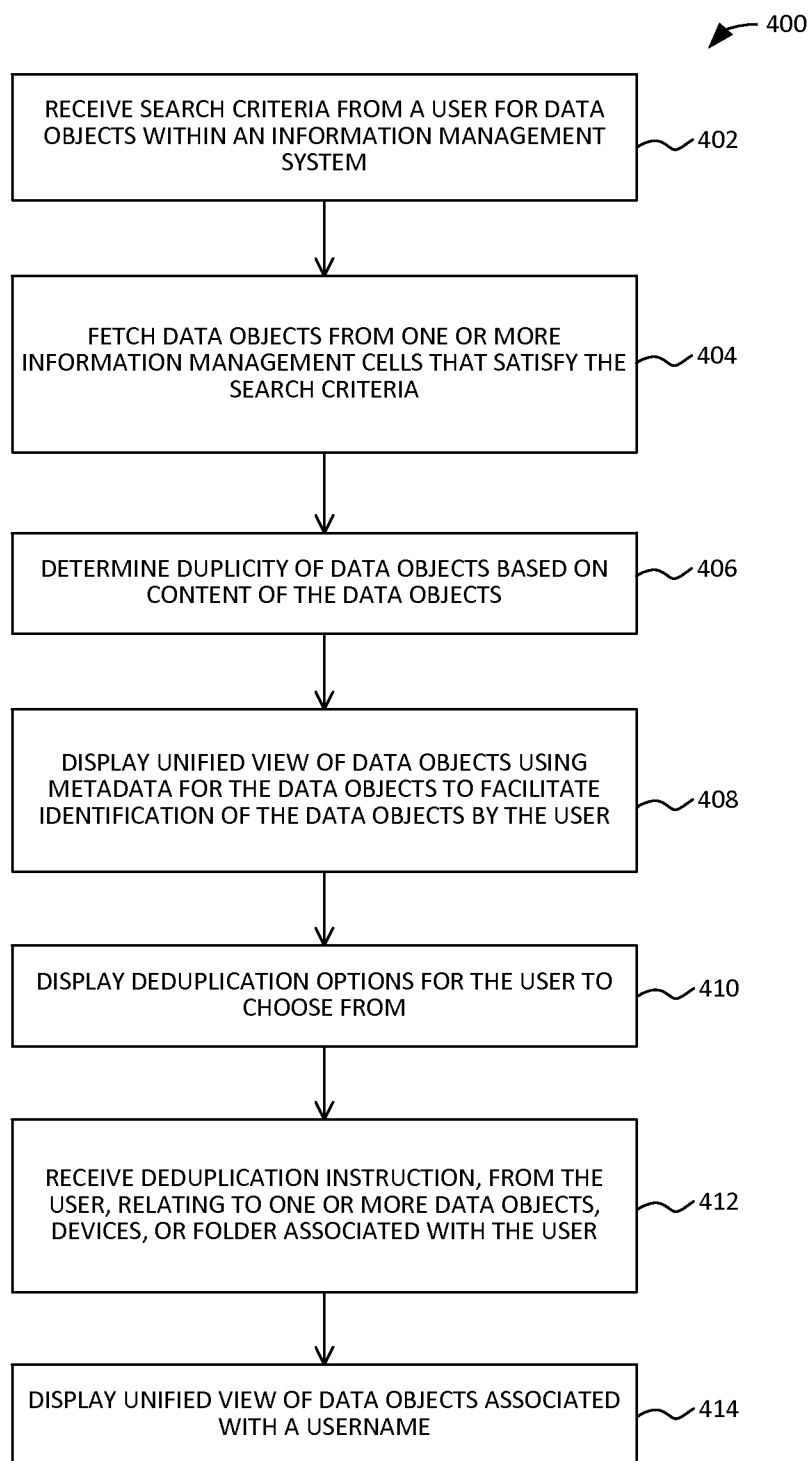 400
RECEIVE SEARCH CRITERIA FROM A USER FOR DATA
OBJECTS WITHIN AN INFORMATION MANAGEMENT
SYSTEM
402
FETCH DATA OBJECTS FROM ONE OR MORE
INFORMATION MANAGEMENT CELLS THAT SATISFY THE
SEARCH CRITERIA
404
DETERMINE DUPLICITY OF DATA OBJECTS BASED ON
CONTENT OF THE DATA OBJECTS
406
DISPLAY UNIFIED VIEW OF DATA OBJECTS USING
METADATA FOR THE DATA OBJECTS TO FACILITATE
IDENTIFICATION OF THE DATA OBJECTS BY THE USER
408
DISPLAY DEDUPLICATION OPTIONS FOR THE USER TO
CHOOSE FROM
410
RECEIVE DEDUPLICATION INSTRUCTION, FROM THE
USER, RELATING TO ONE OR MORE DATA OBJECTS,
DEVICES, OR FOLDER ASSOCIATED WITH THE USER
412
DISPLAY UNIFIED VIEW OF DATA OBJECTS ASSOCIATED
WITH A USERNAME
414